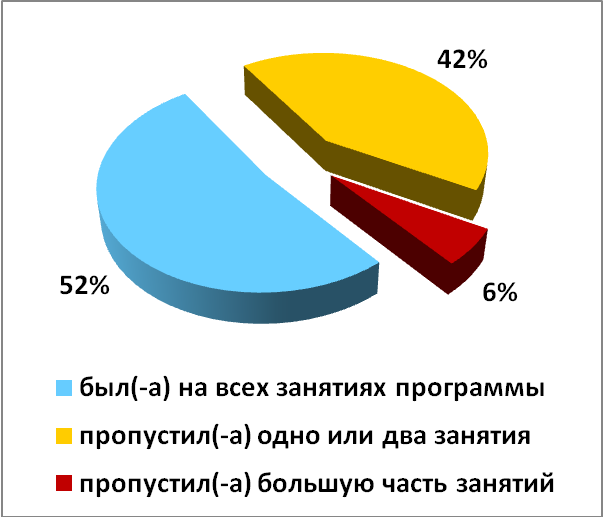 42%
52%
6%
был(-а) на всех занятиях программы
пропустил(-а) одно или два занятия
пропустил(-а) большую часть занятий